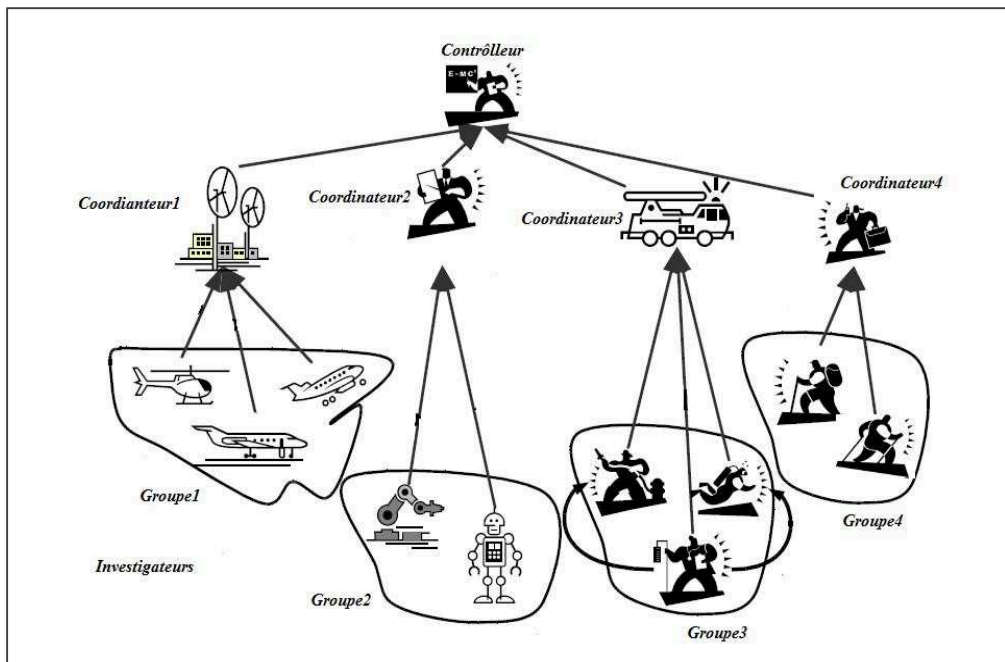 Contrôlleur
E=MC²
Coordianteur1
Coordinateur2
Coordinateur3
Coordinateur4
Groupe1
Groupe4
Investigateurs
Groupe2
Groupe3